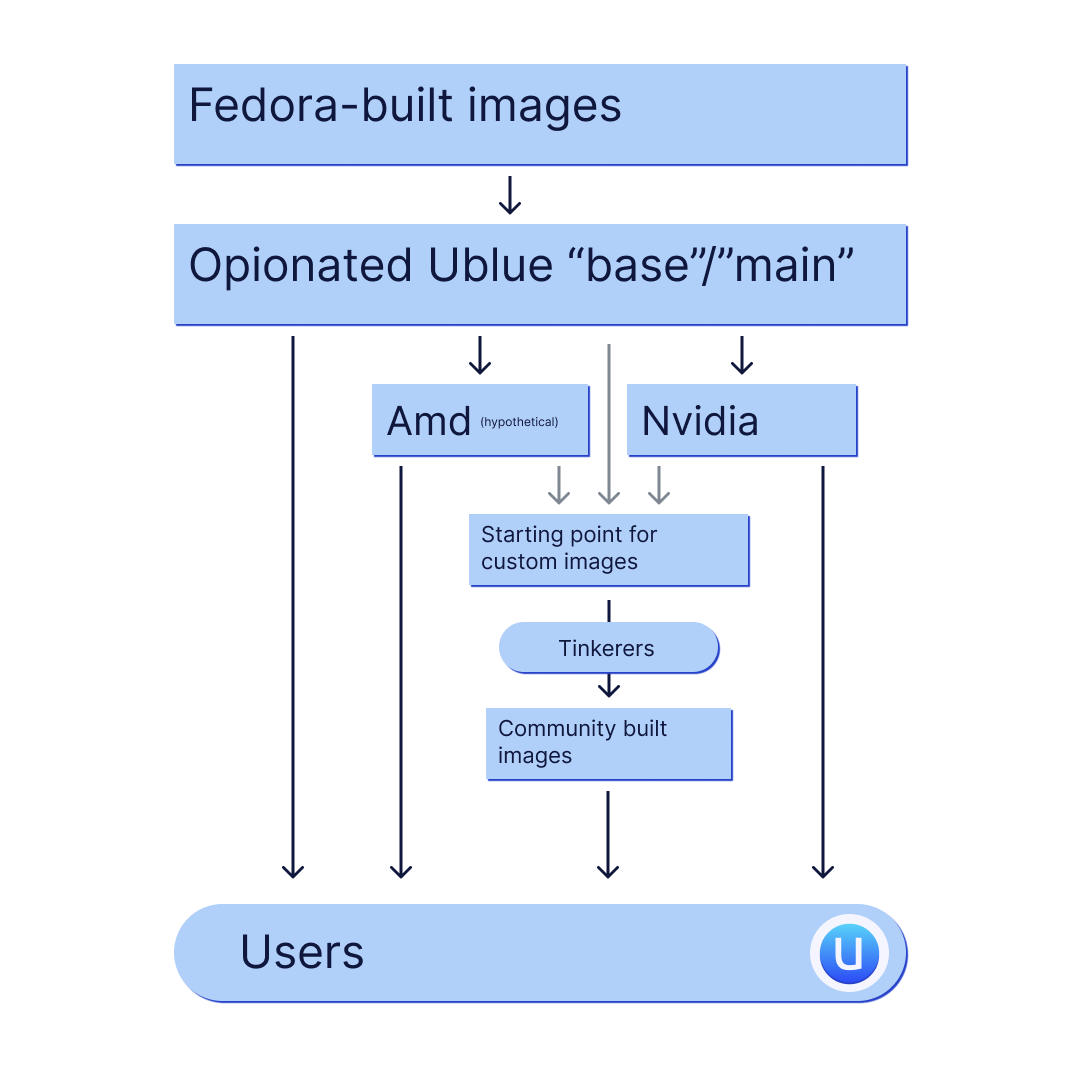 Fedora-built images
Opionated Ublue “base”/”main”
Amd (hypothetical)
Nvidia
Starting point for
custom images
Tinkerers
Community built
images
Users
U